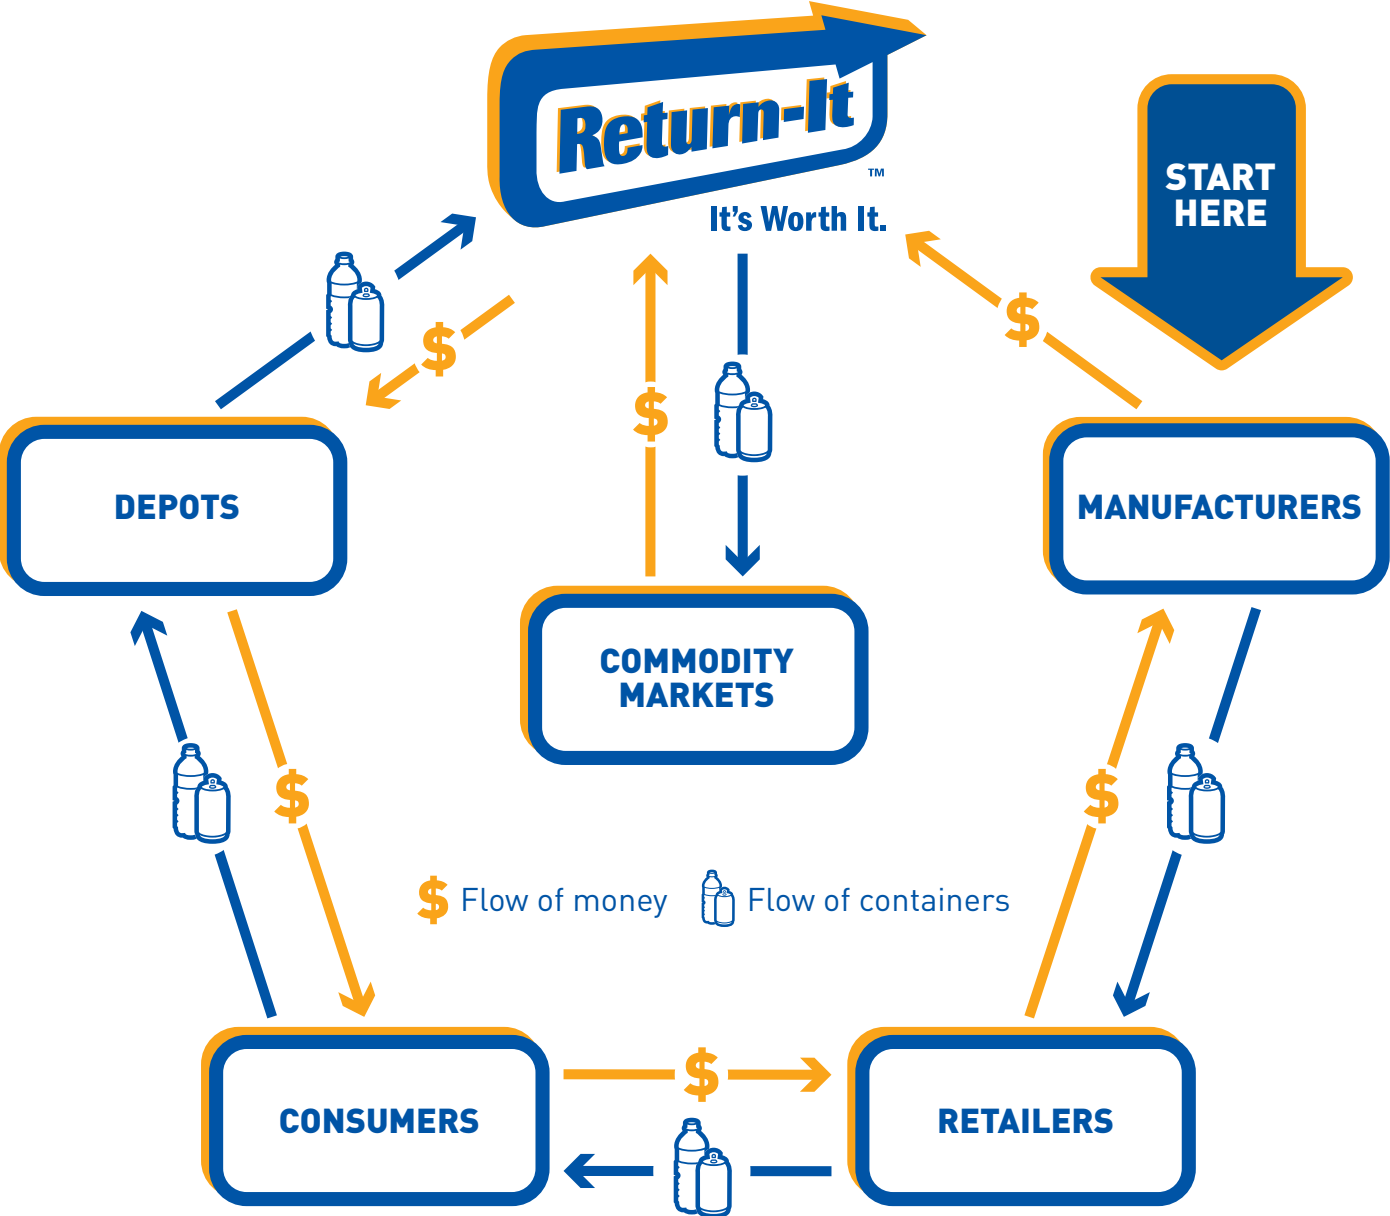 Return-It
TM
It's Worth It.
START
HERE
$
$
$
DEPOTS
MANUFACTURERS
COMMODITY
MARKETS
$
$
$ Flow of money
Flow of containers
$
CONSUMERS
RETAILERS